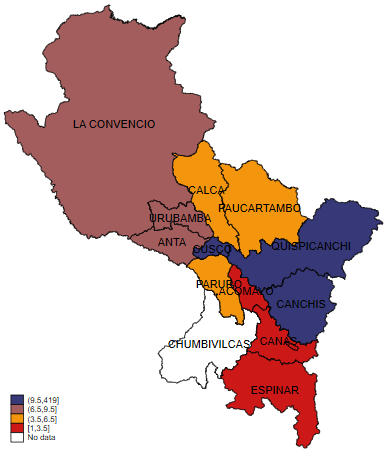 LA CONVENCIO
CALCA
PAUCARTAMBO
URUBAMBA
ANTA
CUSCO
QUISPICANCHI
PARURO
ACOMAYO
CANCHIS
CHUMBIVILCAS
CANAS
ESPINAR
(9.5,419]
(6.5,9.5]
(3.5,6.5]
[1,3.5]
No data